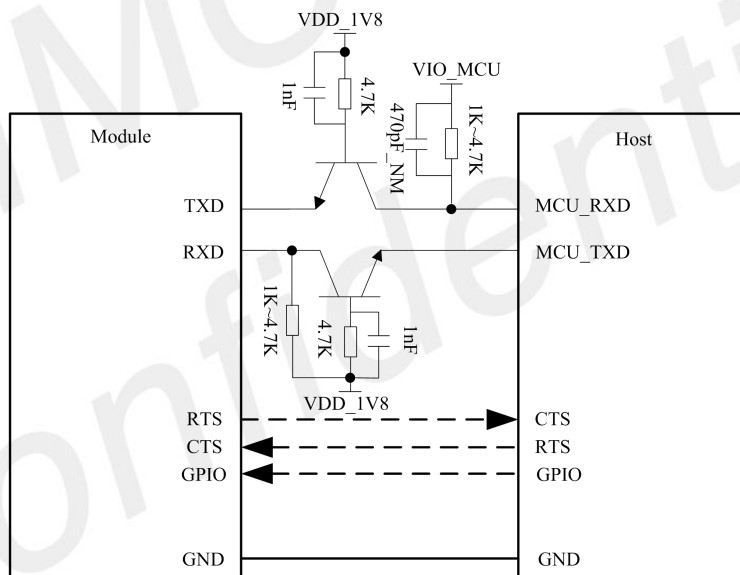 VDD_1V8
1nF
4.7K
VIO_MCU
470pF_NM
1K~4.7K
Module
Host
TXD
MCU_RXD
RXD
MCU_TXD
1K~4.7K
4.7K
1nF
VDD_1V8
RTS
CTS
CTS
RTS
GPIO
GPIO
GND
GND